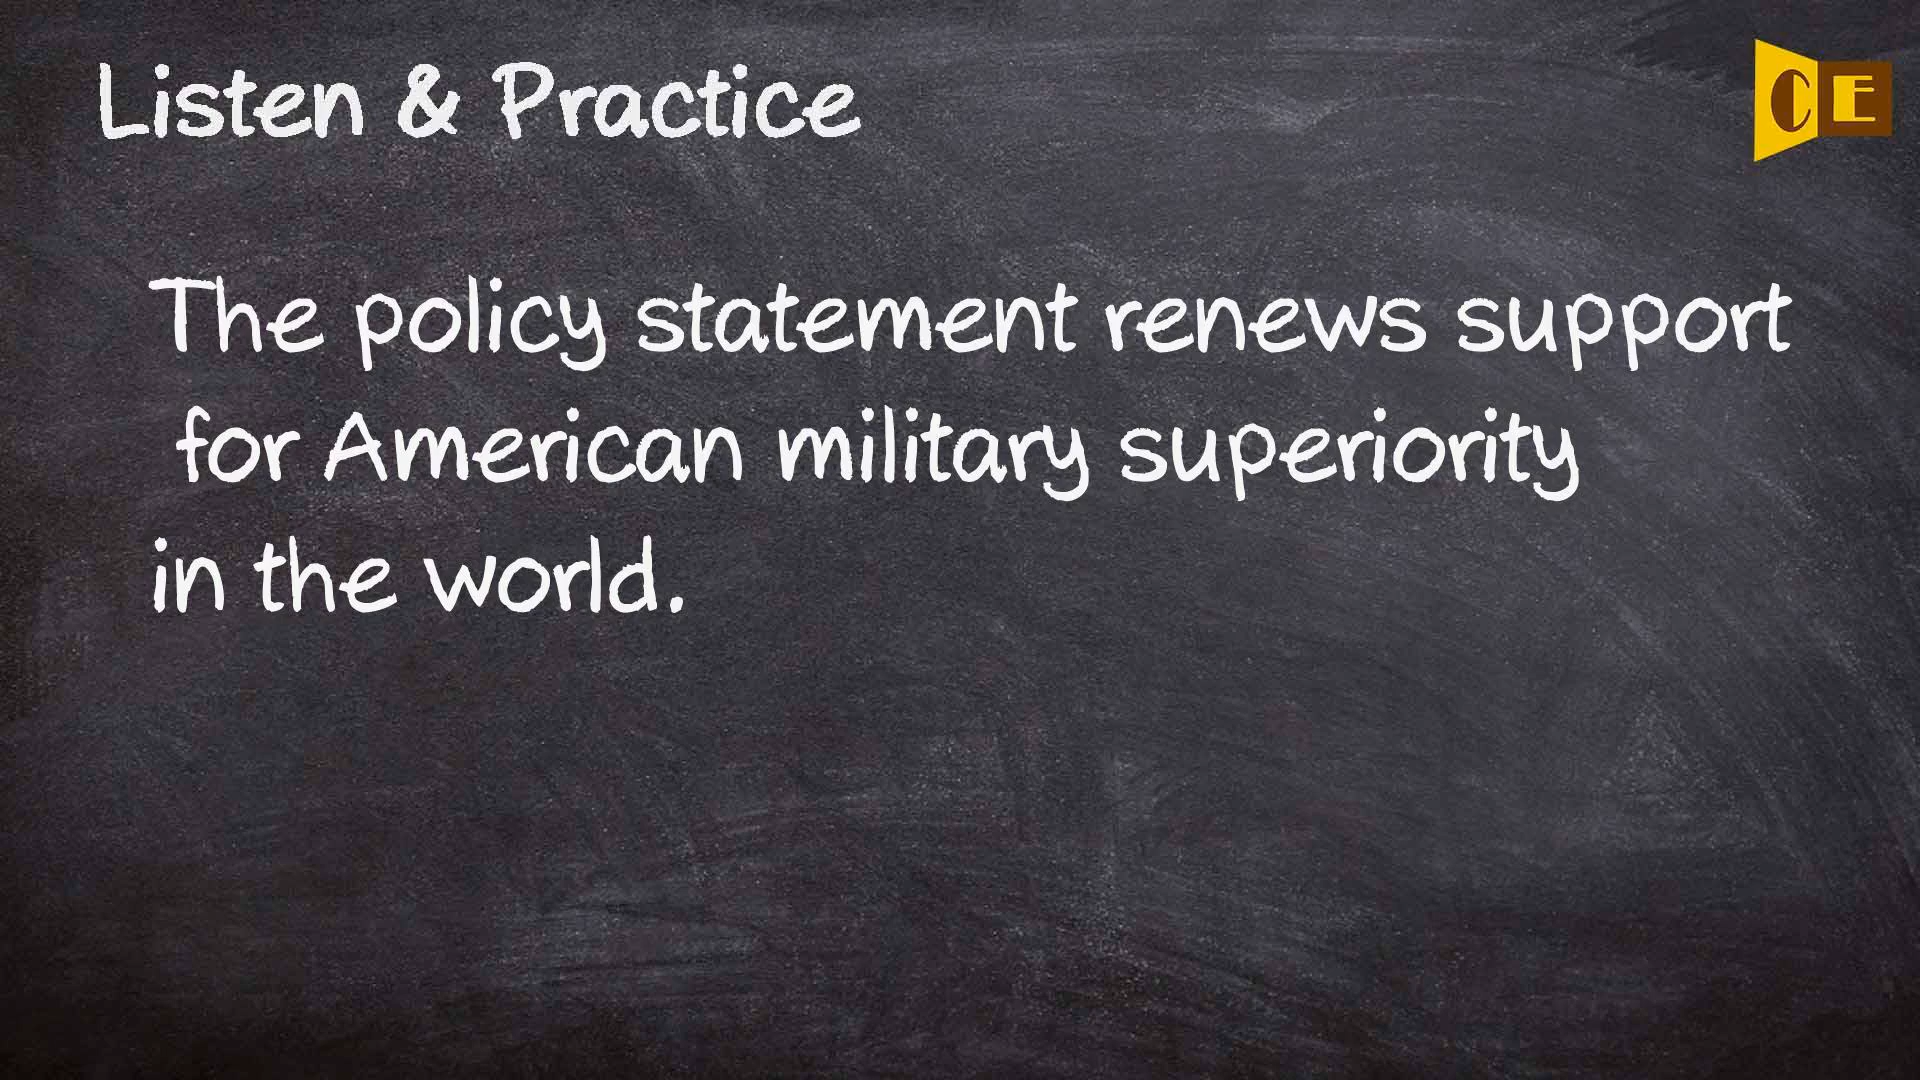 Listen & Practice
CE
The policy statement renews support
for American military superiority
in the world.